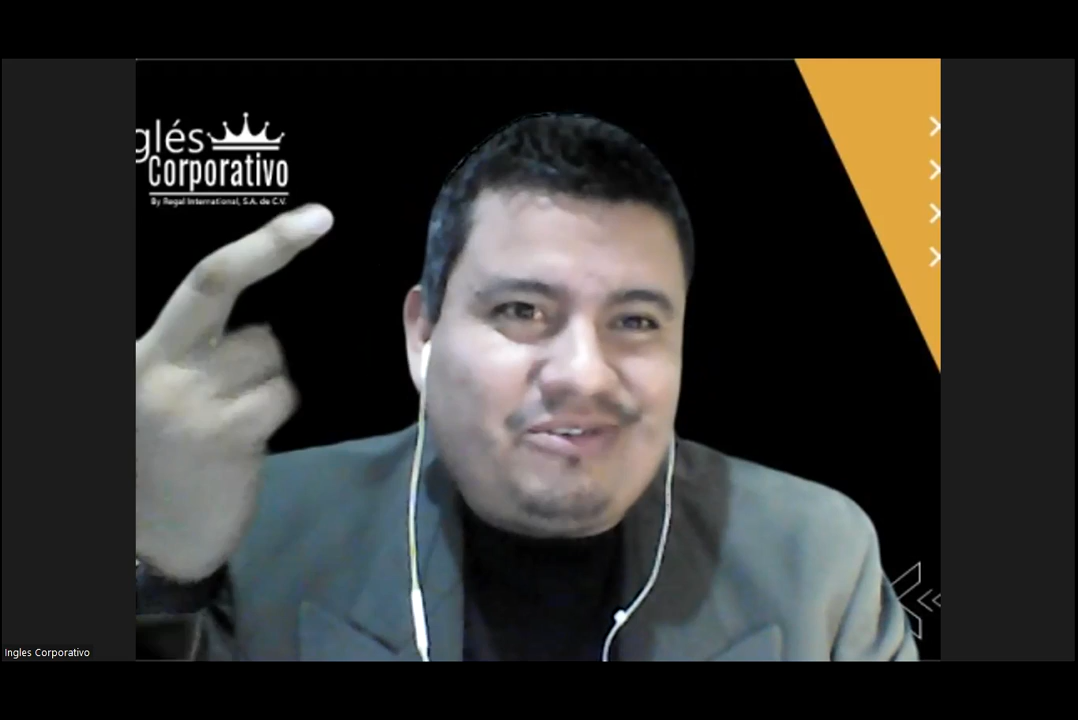 glés
Corporativo
By Regal International, S.A. de C.V.
Ingles Corporativo